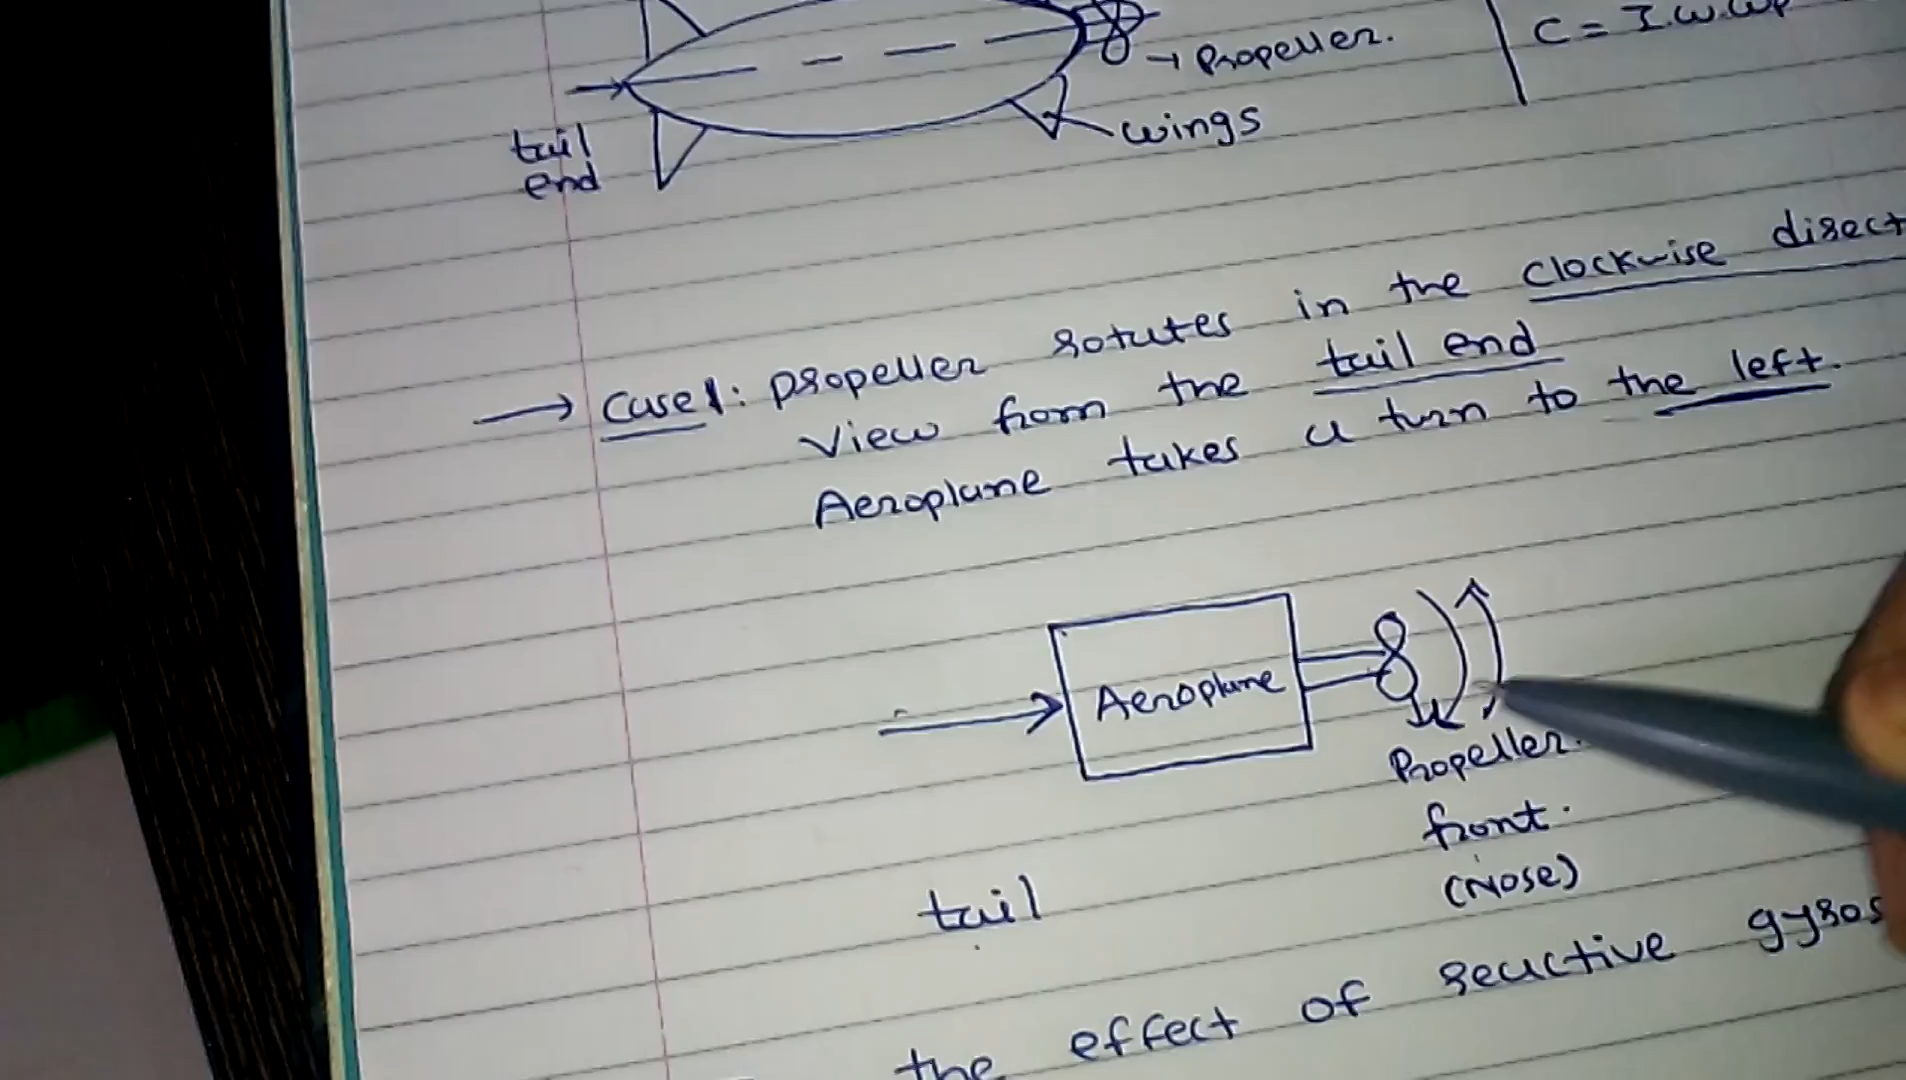 → Propeller.
C = I.ω.ωp
wings
tail
end
→ Case 1: propeller rotates in the clockwise direct
View from the tail end
Aeroplane takes a turn to the left.
Aeroplane
Propeller.
front.
(Nose)
tail
the effect of reactive gyros